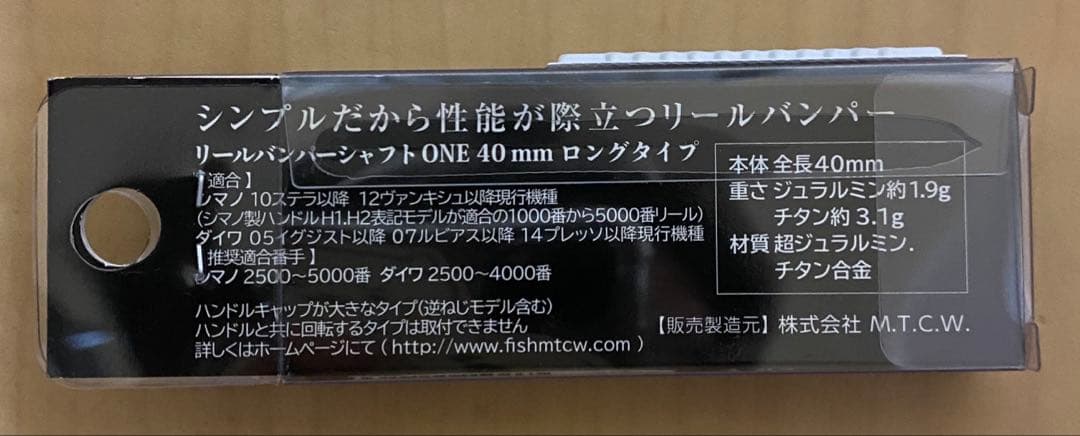 シンプルだから性能が際立つリールバンパー
リールバンパーシャフト ONE 40 mm ロングタイプ
【適合】
シマノ 10ステラ以降 12ヴァンキシュ以降現行機種
(シマノ製ハンドルH1.H2表記モデルが適合の1000番から5000番リール)
ダイワ 05イグジスト以降 07ルビアス以降 14プレッソ以降現行機種
【推奨適合番手】
シマノ 2500〜5000番 ダイワ 2500〜4000番
ハンドルキャップが大きなタイプ(逆ねじモデル含む)
ハンドルと共に回転するタイプは取付できません
詳しくはホームページにて ( http://www.fishmtcw.com )
本体 全長40mm
重さ ジュラルミン約1.9g
チタン約 3.1g
材質 超ジュラルミン.
チタン合金
【販売製造元】 株式会社 M.T.C.W.